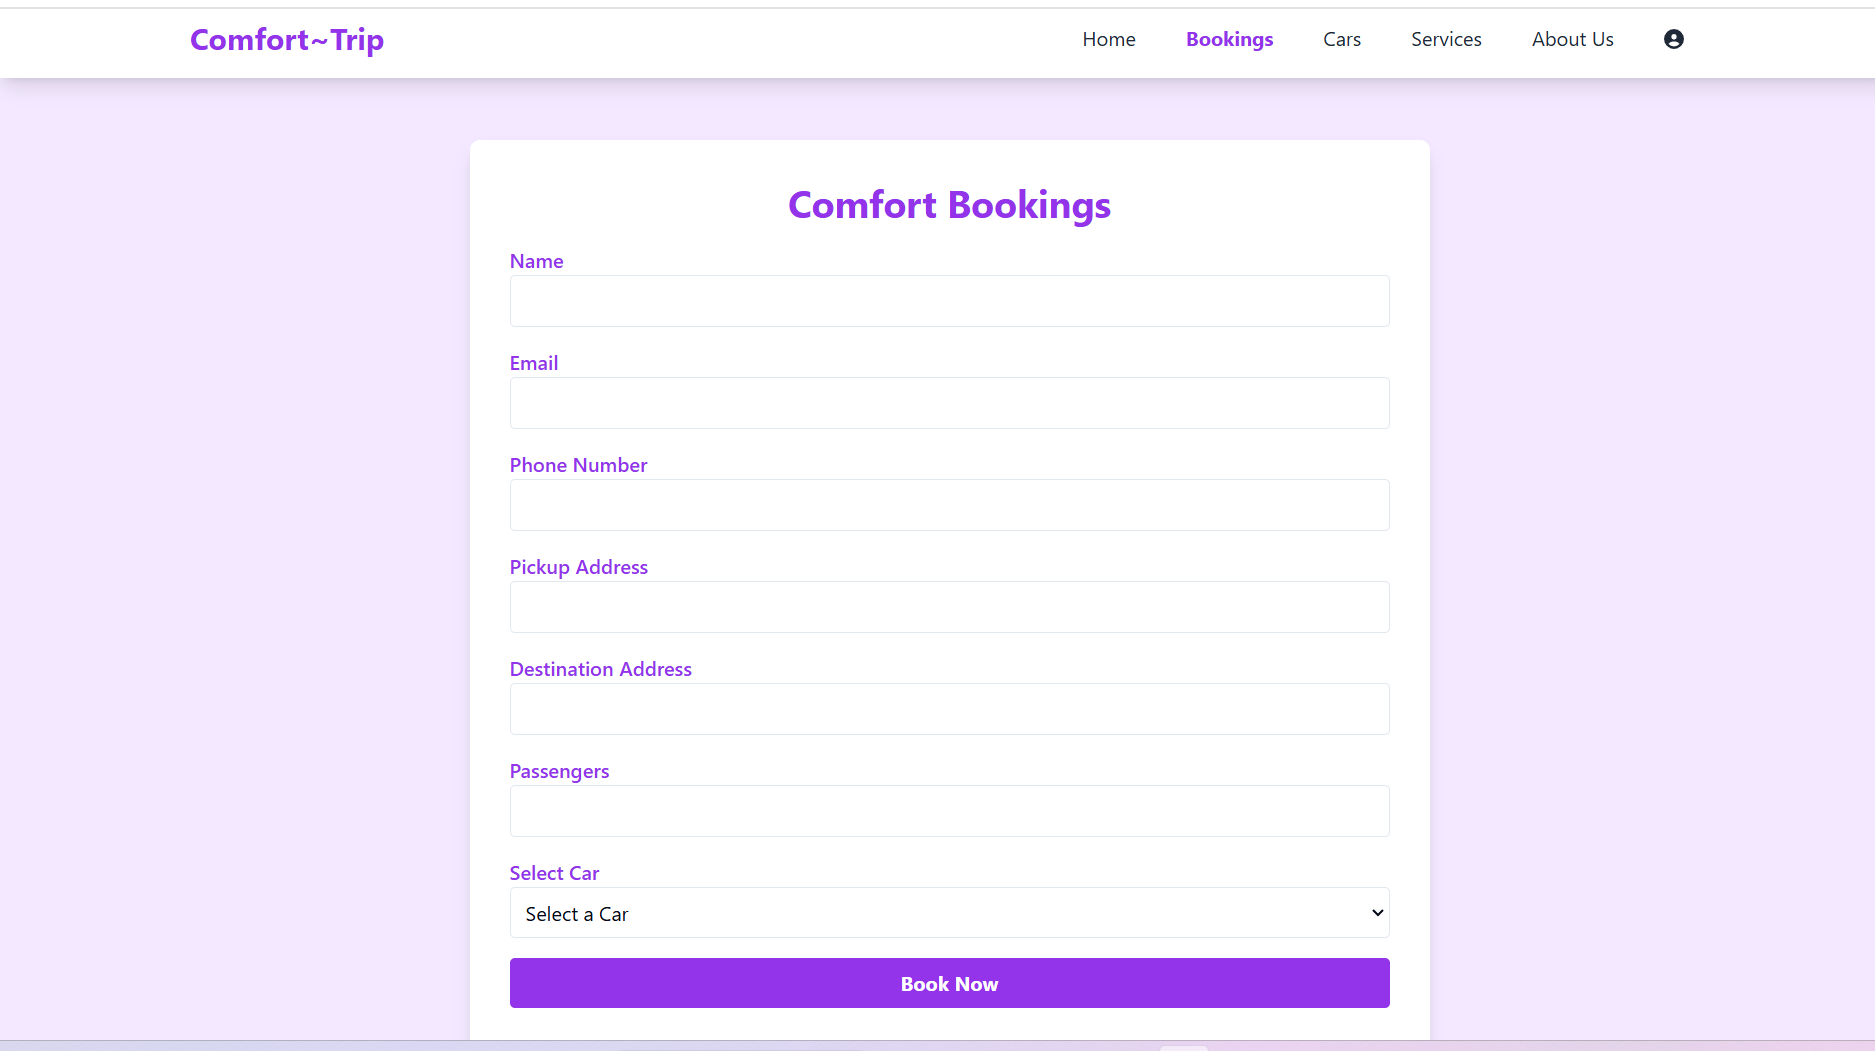 Comfort~Trip
Home
Bookings
Cars
Services
About Us
Comfort Bookings
Name
Email
Phone Number
Pickup Address
Destination Address
Passengers
Select Car
Select a Car
Book Now